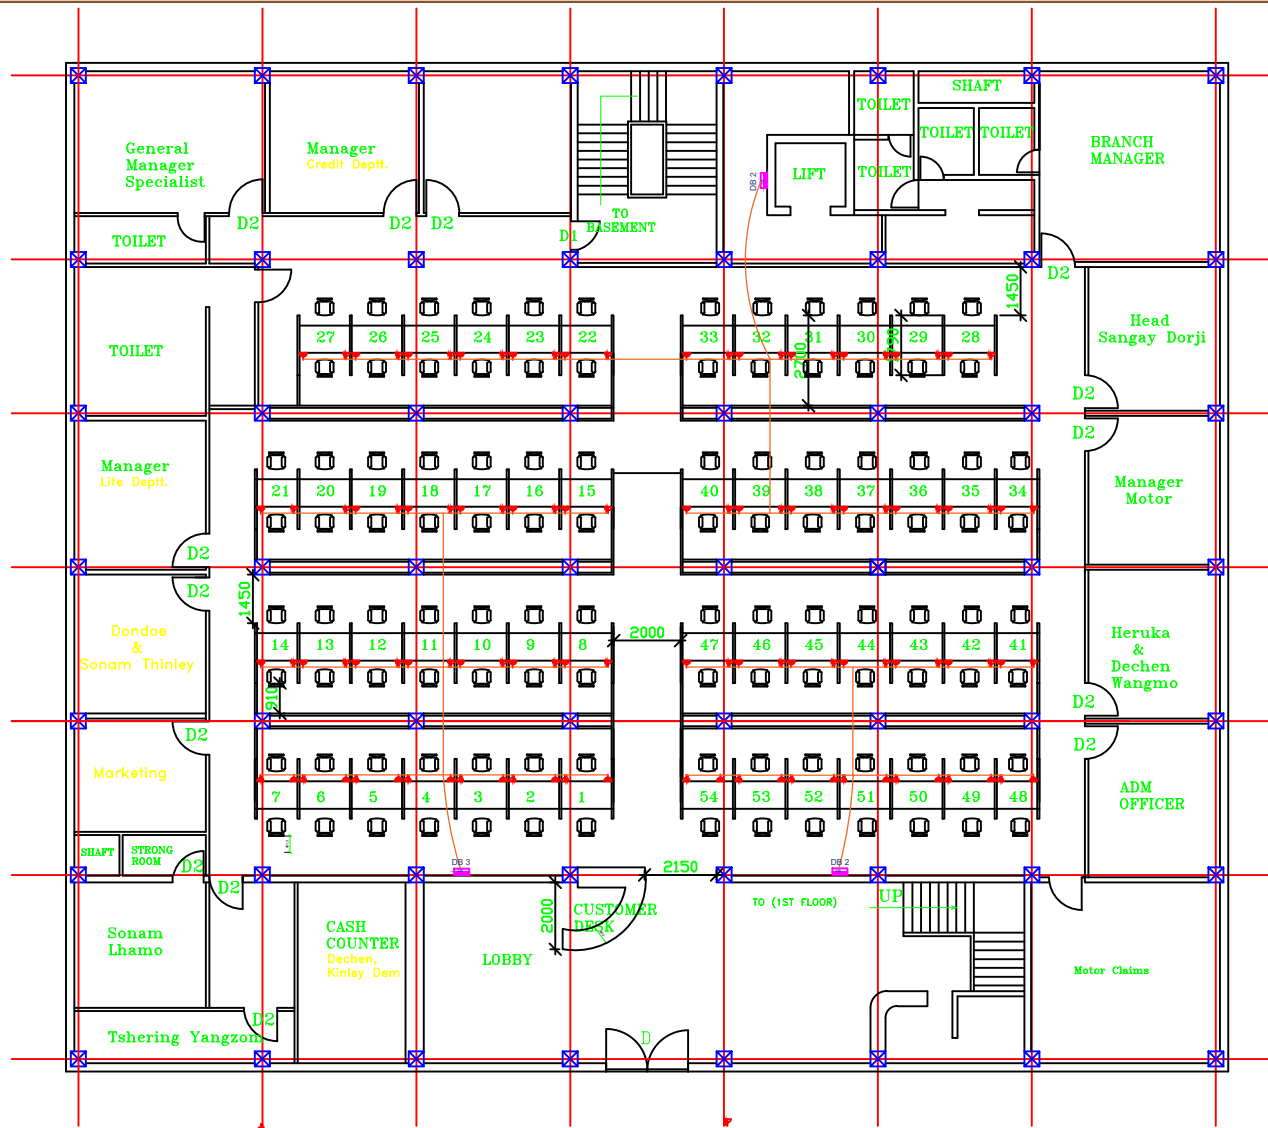 SHAFT
TOILET
TOILET
TOILET
General
Manager
Specialist
Manager
Credit Deptt.
BRANCH
MANAGER
LIFT
TOILET
DB 2
D2
D2
D2
TO
BASEMENT
D1
TOILET
D2
1450
27
26
25
24
23
22
33
32
31
30
29
28
Head
Sangay Dorji
TOILET
2700
D2
D2
Manager
Life Deptt.
21
20
19
18
17
16
15
40
39
38
37
36
35
34
Manager
Motor
D2
D2
1450
Dondoe
&
Sonam Thinley
14
13
12
11
10
9
8
2000
47
46
45
44
43
42
41
Heruka
&
Dechen
Wangmo
910
D2
D2
D2
Marketing
7
6
5
4
3
2
1
54
53
52
51
50
49
48
ADM
OFFICER
SHAFT
STRONG
ROOM
D2
D2
DB 3
2150
DB 2
TO (1ST FLOOR)
UP
2000
CUSTOMER
DESK
CASH
COUNTER
Dechen,
Kinley Dem
Sonam
Lhamo
LOBBY
Motor Claims
D2
Tshering Yangzom
D